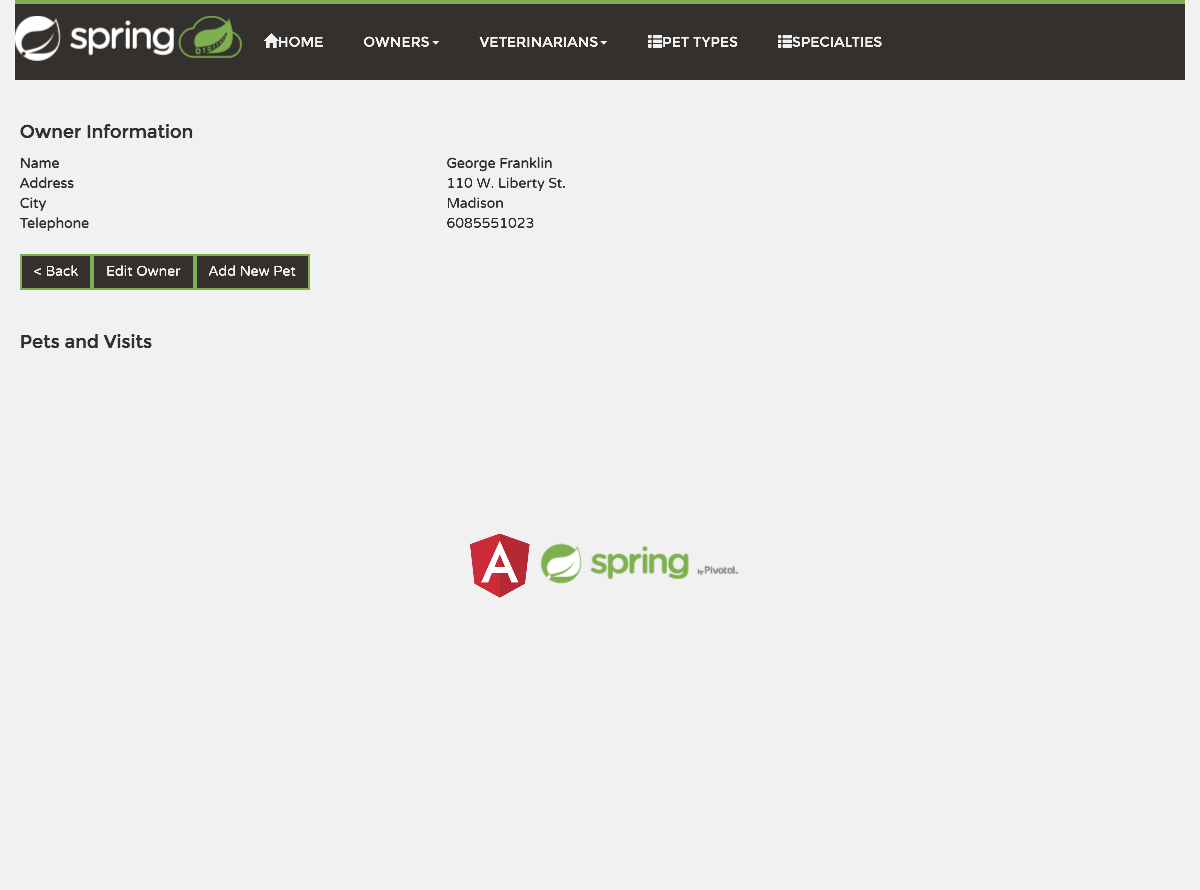 spring HOME OWNERS VETERINARIANS PET TYPES SPECIALTIES
Owner Information
Name George Franklin
Address 110 W. Liberty St.
City Madison
Telephone 6085551023
< Back Edit Owner Add New Pet
Pets and Visits
A spring by Pivotal.